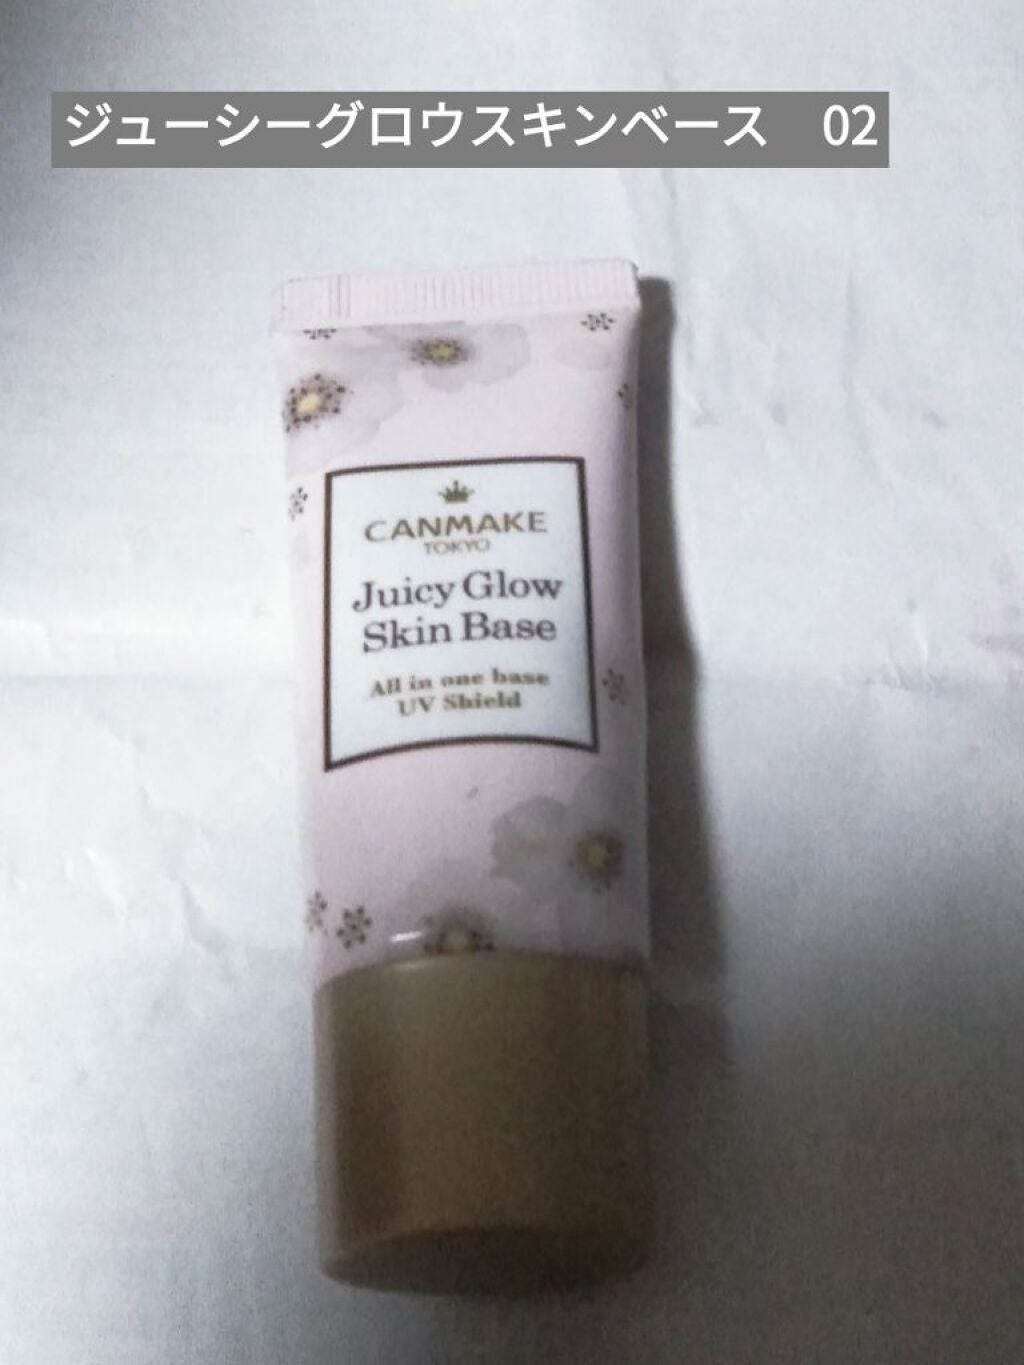 ジューシーグロウスキンベース　02
CANMAKE
TOKYO
Juicy Glow
Skin Base
All in one base
UV Shield